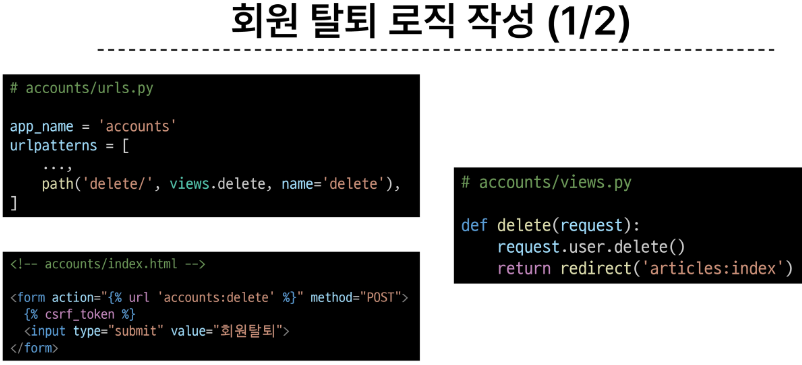 회원 탈퇴 로직 작성 (1/2)
# accounts/urls.py
app_name = 'accounts'
urlpatterns = [
    ...,
    path('delete/', views.delete, name='delete'),
]
<!-- accounts/index.html -->
<form action="{% url 'accounts:delete' %}" method="POST">
  {% csrf_token %}
  <input type="submit" value="회원탈퇴">
</form>
# accounts/views.py
def delete(request):
    request.user.delete()
    return redirect('articles:index')